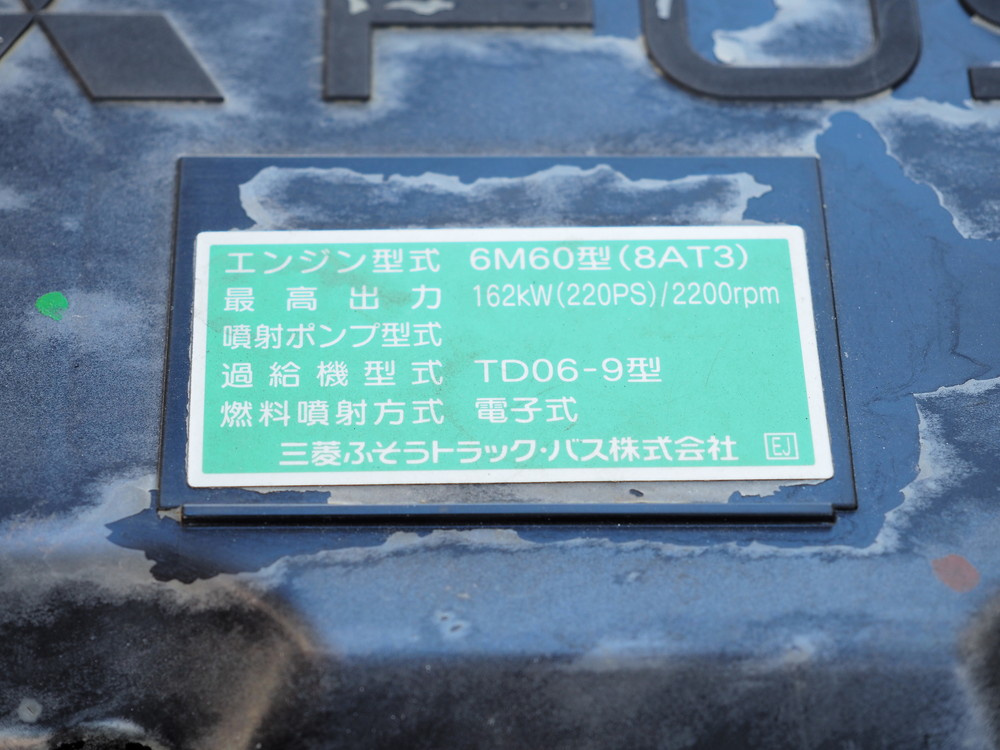 エンジン型式 6M60型(8AT3)
最高出力 162kW(220PS)/2200rpm
噴射ポンプ型式
過給機型式 TD06-9型
燃料噴射方式 電子式
三菱ふそうトラック・バス株式会社 EJ